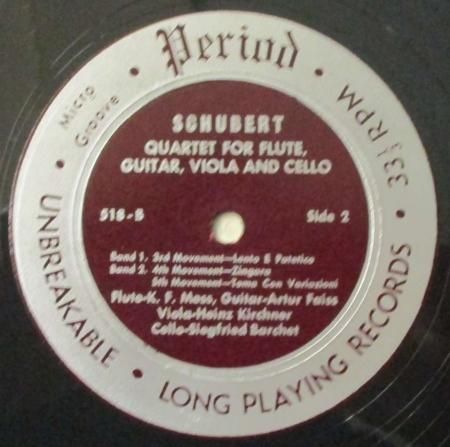 Period
Micro
Groove
33⅓ RPM
UNBREAKABLE • LONG PLAYING RECORDS
SCHUBERT
QUARTET FOR FLUTE,
GUITAR, VIOLA AND CELLO
518-B
Side 2
Band 1. 3rd Movement—Lento E Patetico
Band 2. 4th Movement—Zingara
5th Movement—Tema Con Variazioni
Flute-K. F. Mess, Guitar-Artur Faiss
Viola-Heinz Kirchner
Cello-Siegfried Barchet